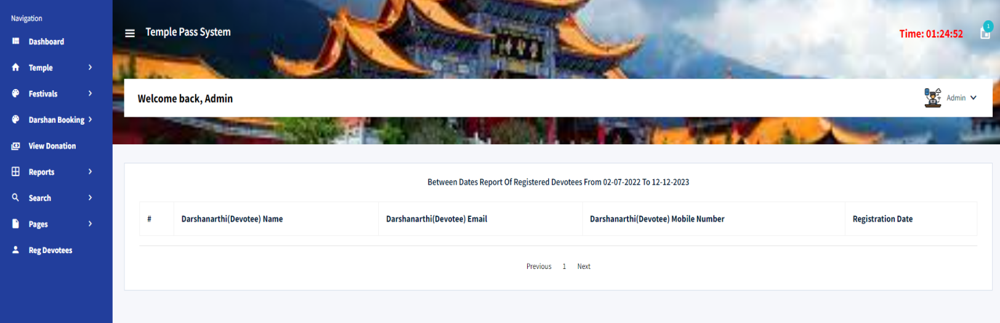 Navigation
Dashboard
Temple
Festivals
Darshan Booking
View Donation
Reports
Search
Pages
Reg Devotees
Temple Pass System
Time: 01:24:52
1
Welcome back, Admin
Admin
Between Dates Report Of Registered Devotees From 02-07-2022 To 12-12-2023
# Darshanarthi(Devotee) Name Darshanarthi(Devotee) Email Darshanarthi(Devotee) Mobile Number Registration Date
Previous 1 Next